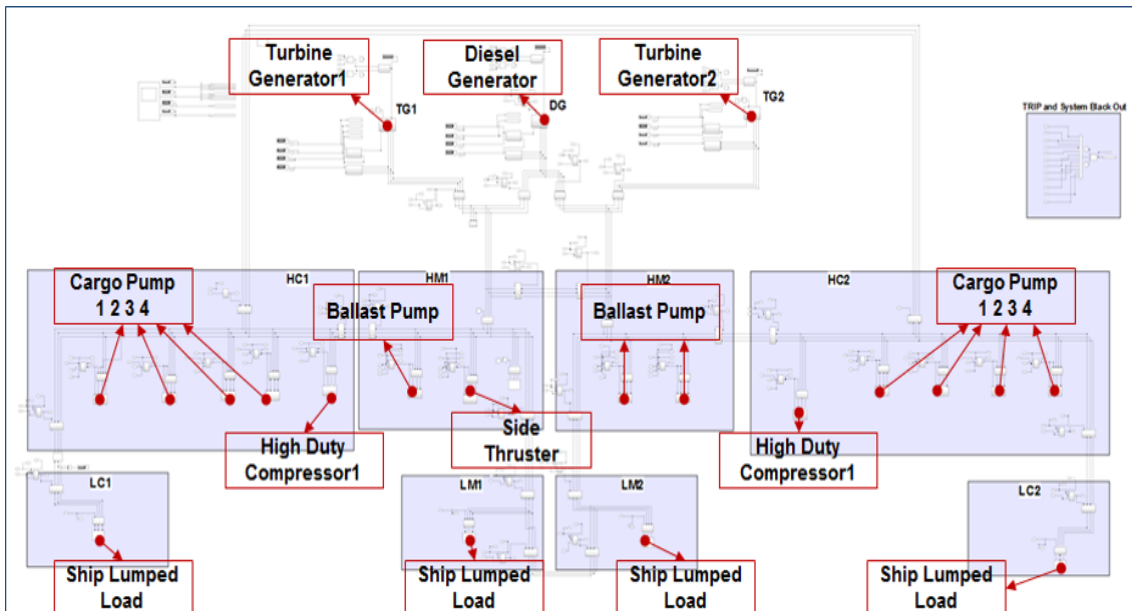 Turbine
Generator1
Diesel
Generator
Turbine
Generator2
TG1
DG
TG2
TRIP and System Black Out
HC1
HM1
HM2
HC2
Cargo Pump
1 2 3 4
Ballast Pump
Ballast Pump
Cargo Pump
1 2 3 4
High Duty
Compressor1
Side
Thruster
High Duty
Compressor1
LC1
LM1
LM2
LC2
Ship Lumped
Load
Ship Lumped
Load
Ship Lumped
Load
Ship Lumped
Load